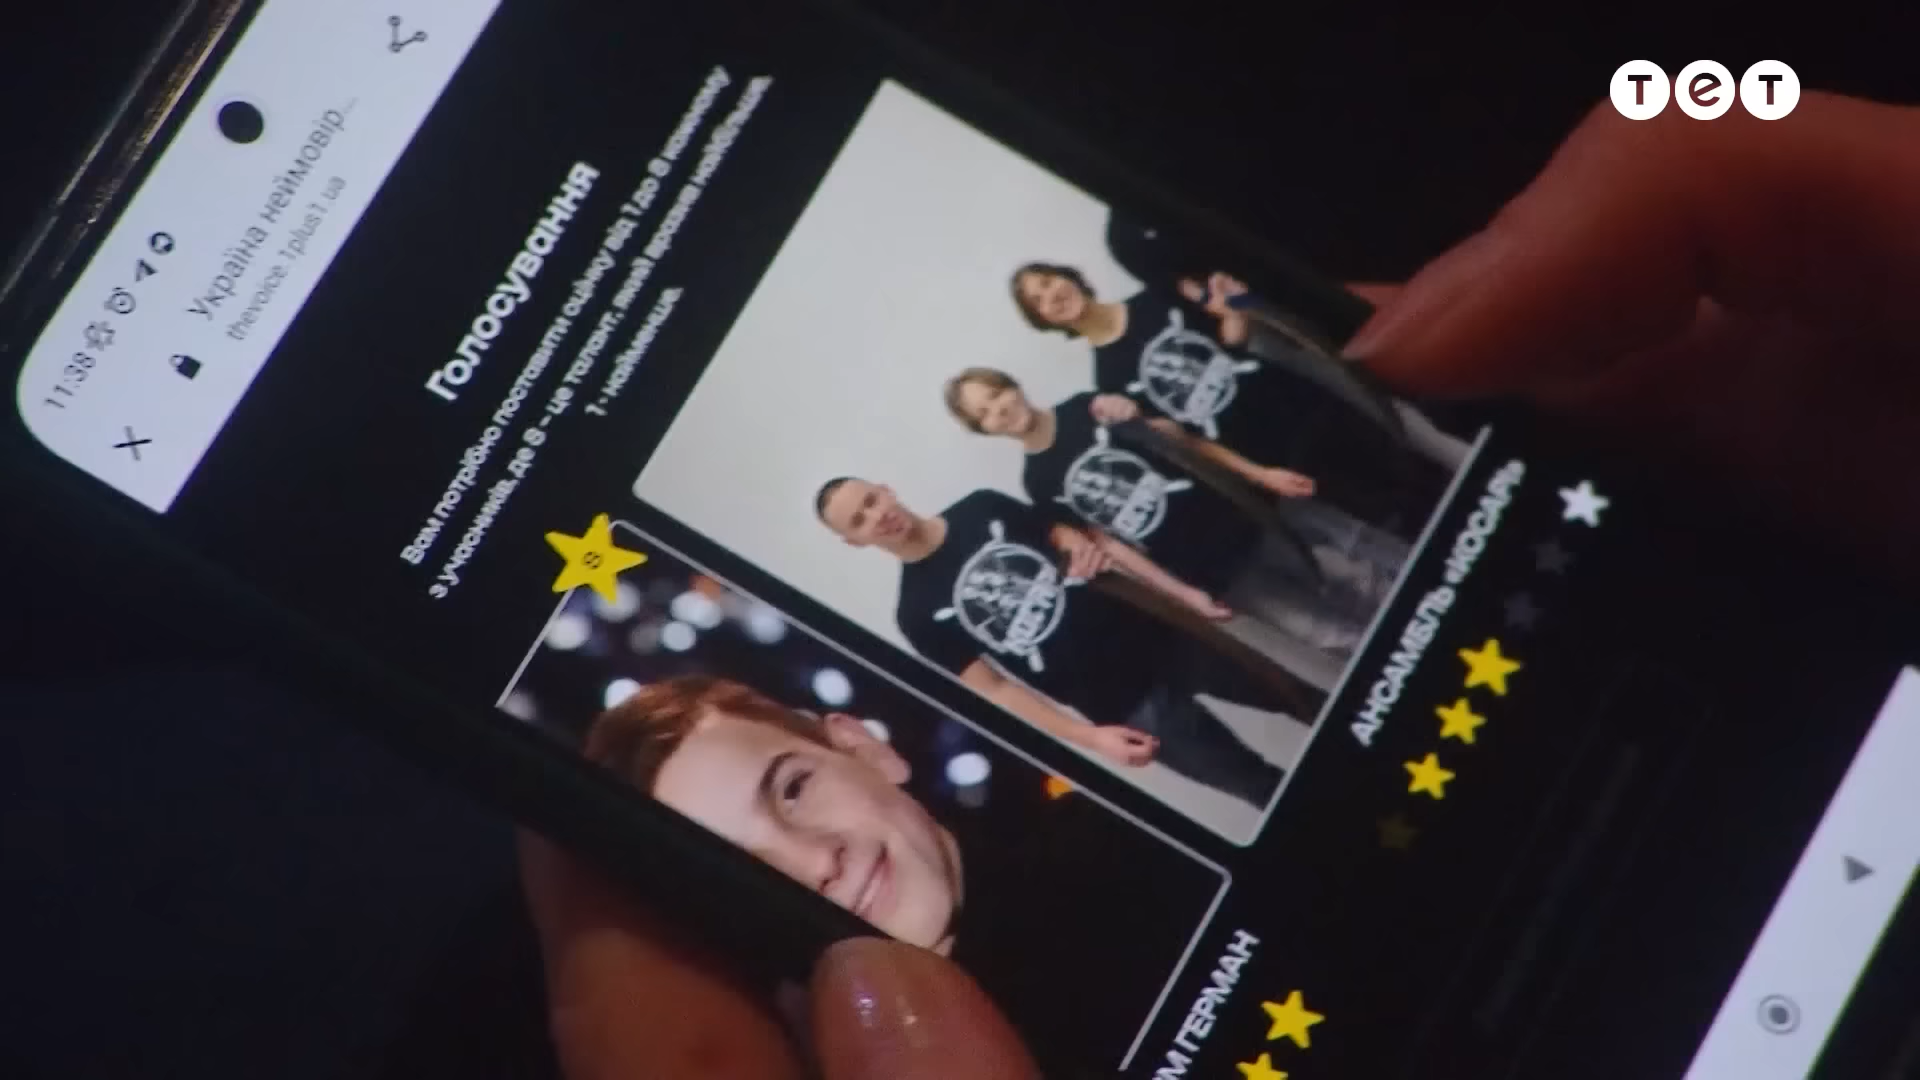 тет
11:38
Україна неймовір...
thevoice.1plus1.ua
Голосування
Вам потрібно поставити оцінку від 1 до 8 кожному
з учасників, де 8 – це талант, який вразив найбільше,
1 - найменше.
АНСАМБЛЬ «КОСАРІ»
8
ГЕРМАН